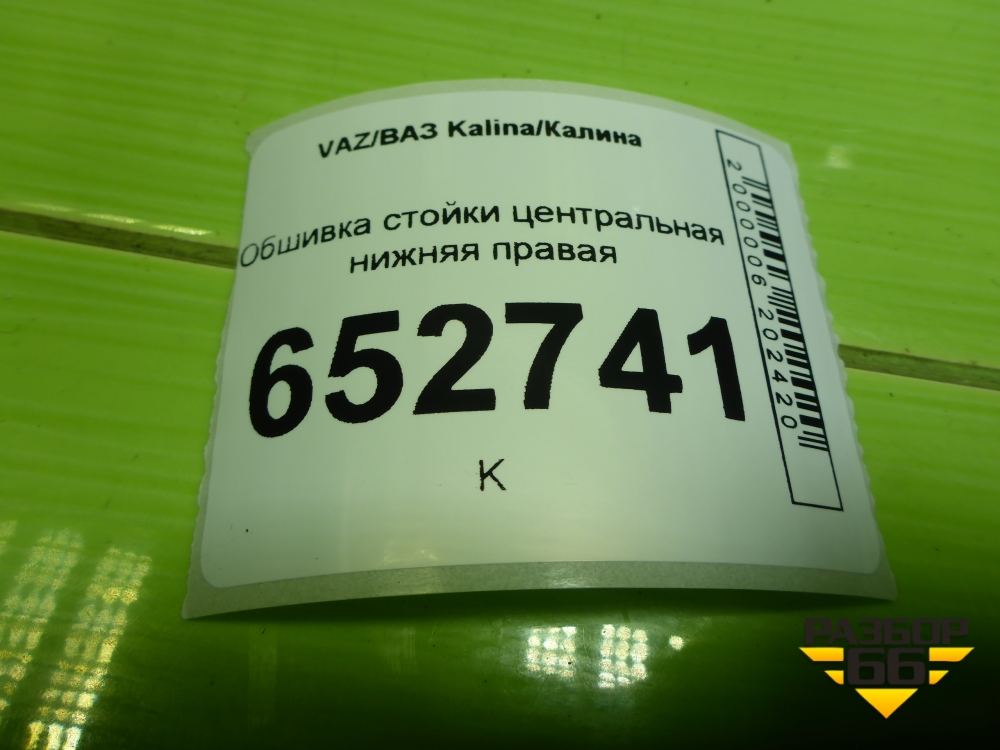 VAZ/ВАЗ Kalina/Калина
Обшивка стойки центральная
нижняя правая
652741
К
2000006202420
РАЗБОР
66